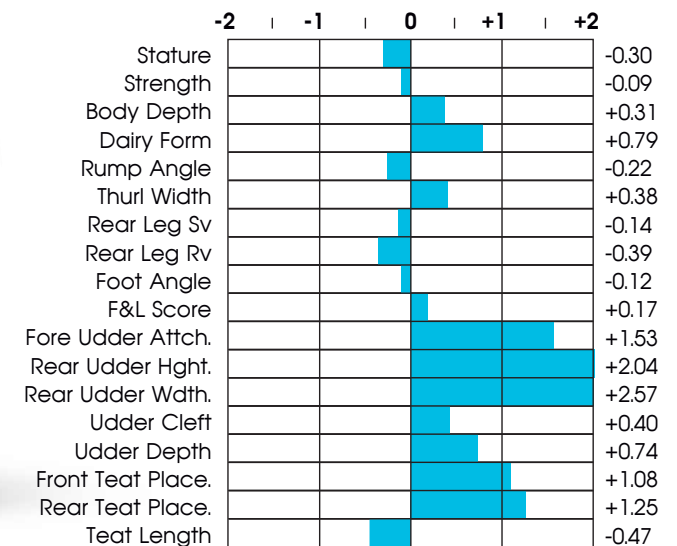 -2 -1 0 +1 +2
Stature -0.30
Strength -0.09
Body Depth +0.31
Dairy Form +0.79
Rump Angle -0.22
Thurl Width +0.38
Rear Leg Sv -0.14
Rear Leg Rv -0.39
Foot Angle -0.12
F&L Score +0.17
Fore Udder Attch. +1.53
Rear Udder Hght. +2.04
Rear Udder Wdth. +2.57
Udder Cleft +0.40
Udder Depth +0.74
Front Teat Place. +1.08
Rear Teat Place. +1.25
Teat Length -0.47